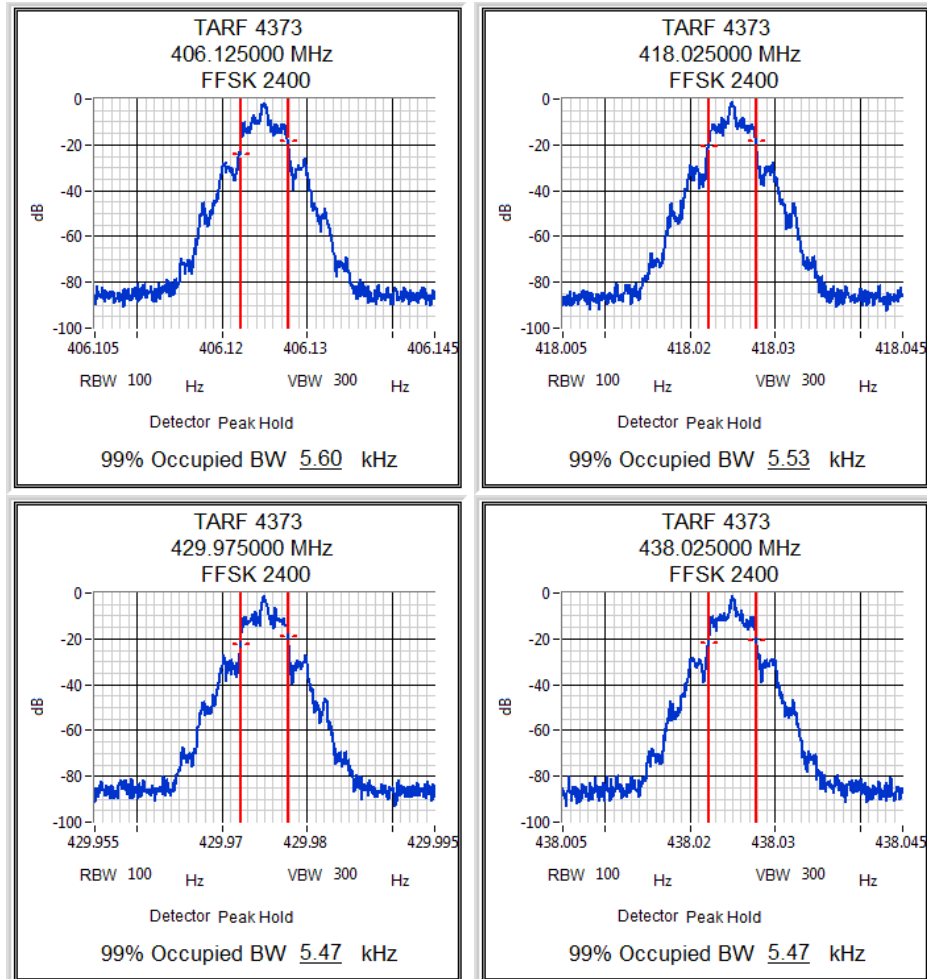 TARF 4373
406.125000 MHz
FFSK 2400
0
-20
-40
-60
-80
-100
dB
406.105 406.12 406.13 406.145
RBW 100 Hz VBW 300 Hz
Detector Peak Hold
99% Occupied BW 5.60 kHz
TARF 4373
418.025000 MHz
FFSK 2400
0
-20
-40
-60
-80
-100
dB
418.005 418.02 418.03 418.045
RBW 100 Hz VBW 300 Hz
Detector Peak Hold
99% Occupied BW 5.53 kHz
TARF 4373
429.975000 MHz
FFSK 2400
0
-20
-40
-60
-80
-100
dB
429.955 429.97 429.98 429.995
RBW 100 Hz VBW 300 Hz
Detector Peak Hold
99% Occupied BW 5.47 kHz
TARF 4373
438.025000 MHz
FFSK 2400
0
-20
-40
-60
-80
-100
dB
438.005 438.02 438.03 438.045
RBW 100 Hz VBW 300 Hz
Detector Peak Hold
99% Occupied BW 5.47 kHz